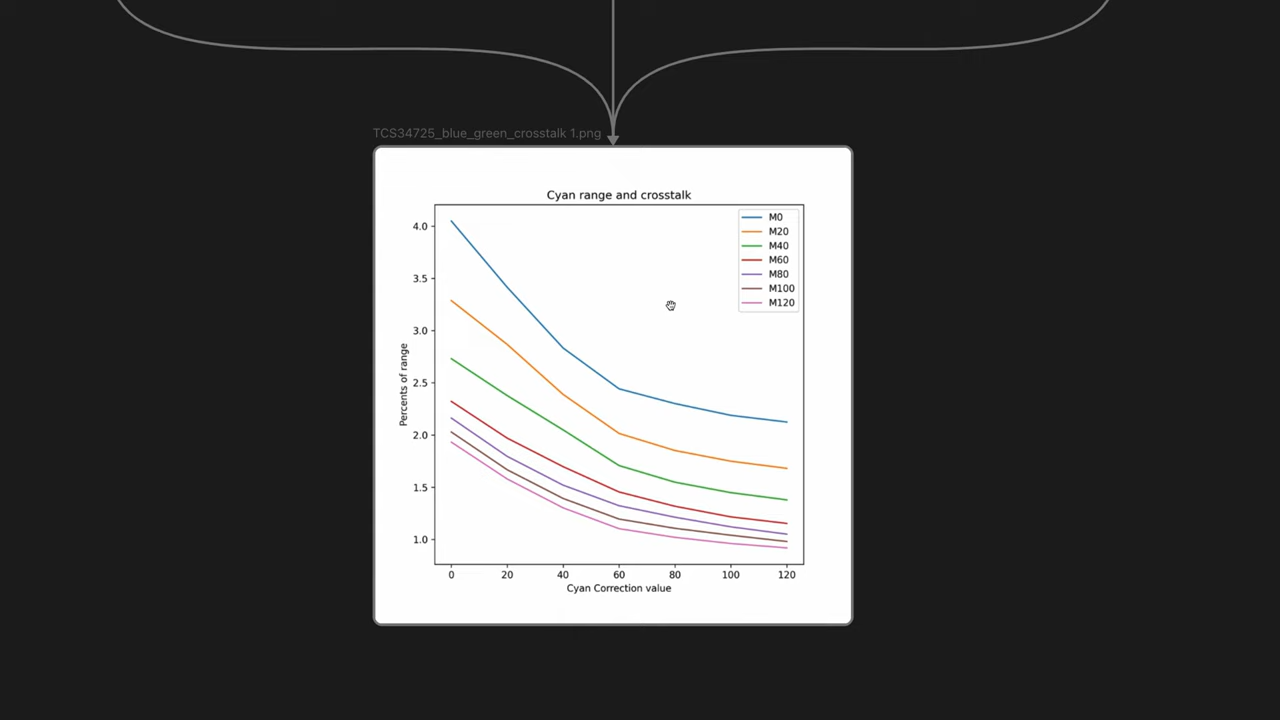 TCS34725_blue_green_crosstalk 1.png
Cyan range and crosstalk
M0
M20
M40
M60
M80
M100
M120
Percents of range
4.0
3.5
3.0
2.5
2.0
1.5
1.0
0 20 40 60 80 100 120
Cyan Correction value